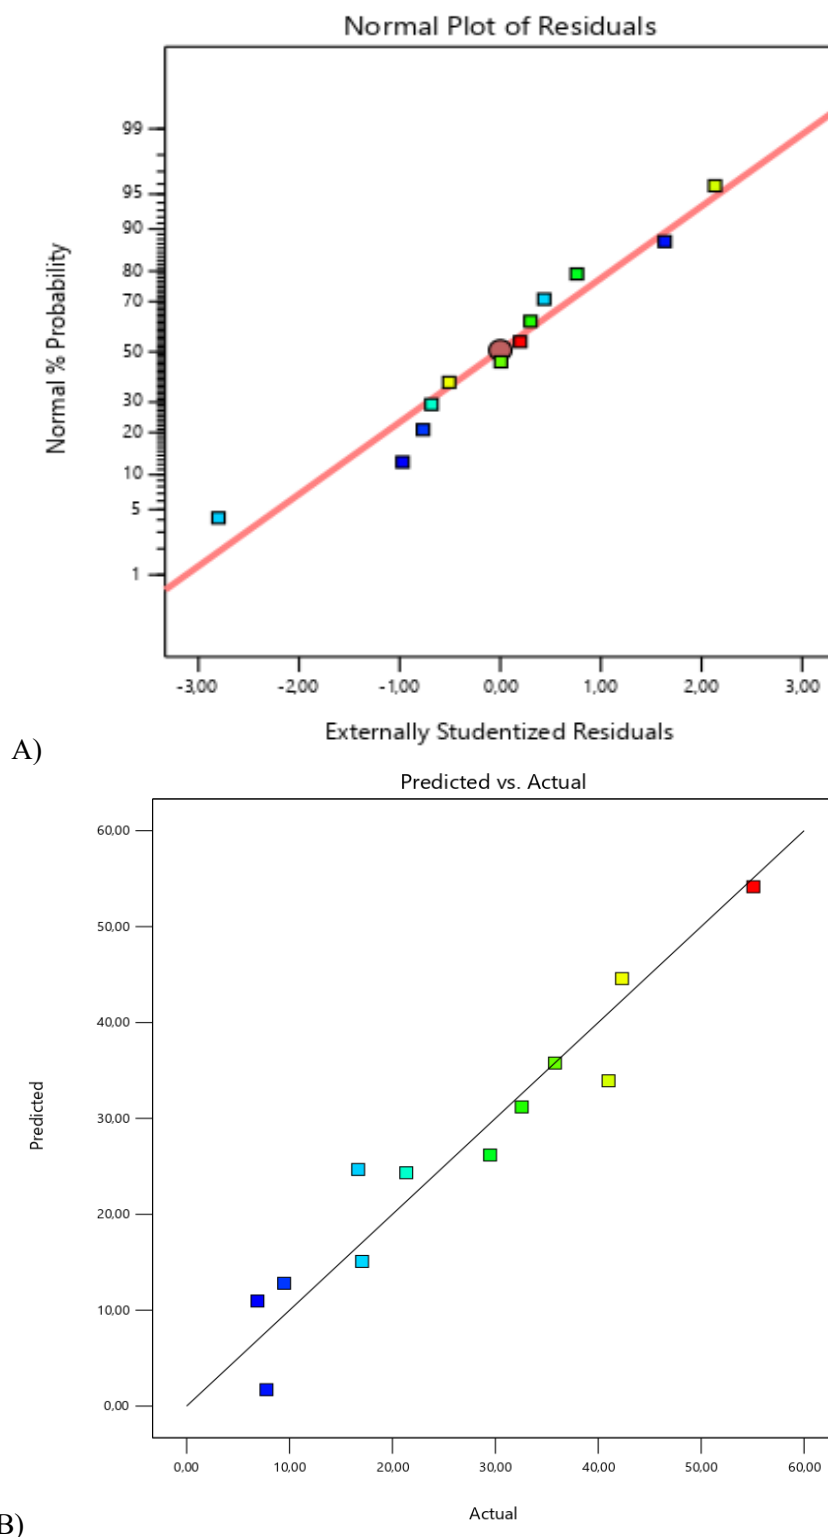 Normal Plot of Residuals
99
95
90
80
70
50
30
20
10
5
1
Normal % Probability
-3,00 -2,00 -1,00 0,00 1,00 2,00 3,00
Externally Studentized Residuals
A)
Predicted vs. Actual
60,00
50,00
40,00
30,00
20,00
10,00
0,00
Predicted
0,00 10,00 20,00 30,00 40,00 50,00 60,00
Actual
B)